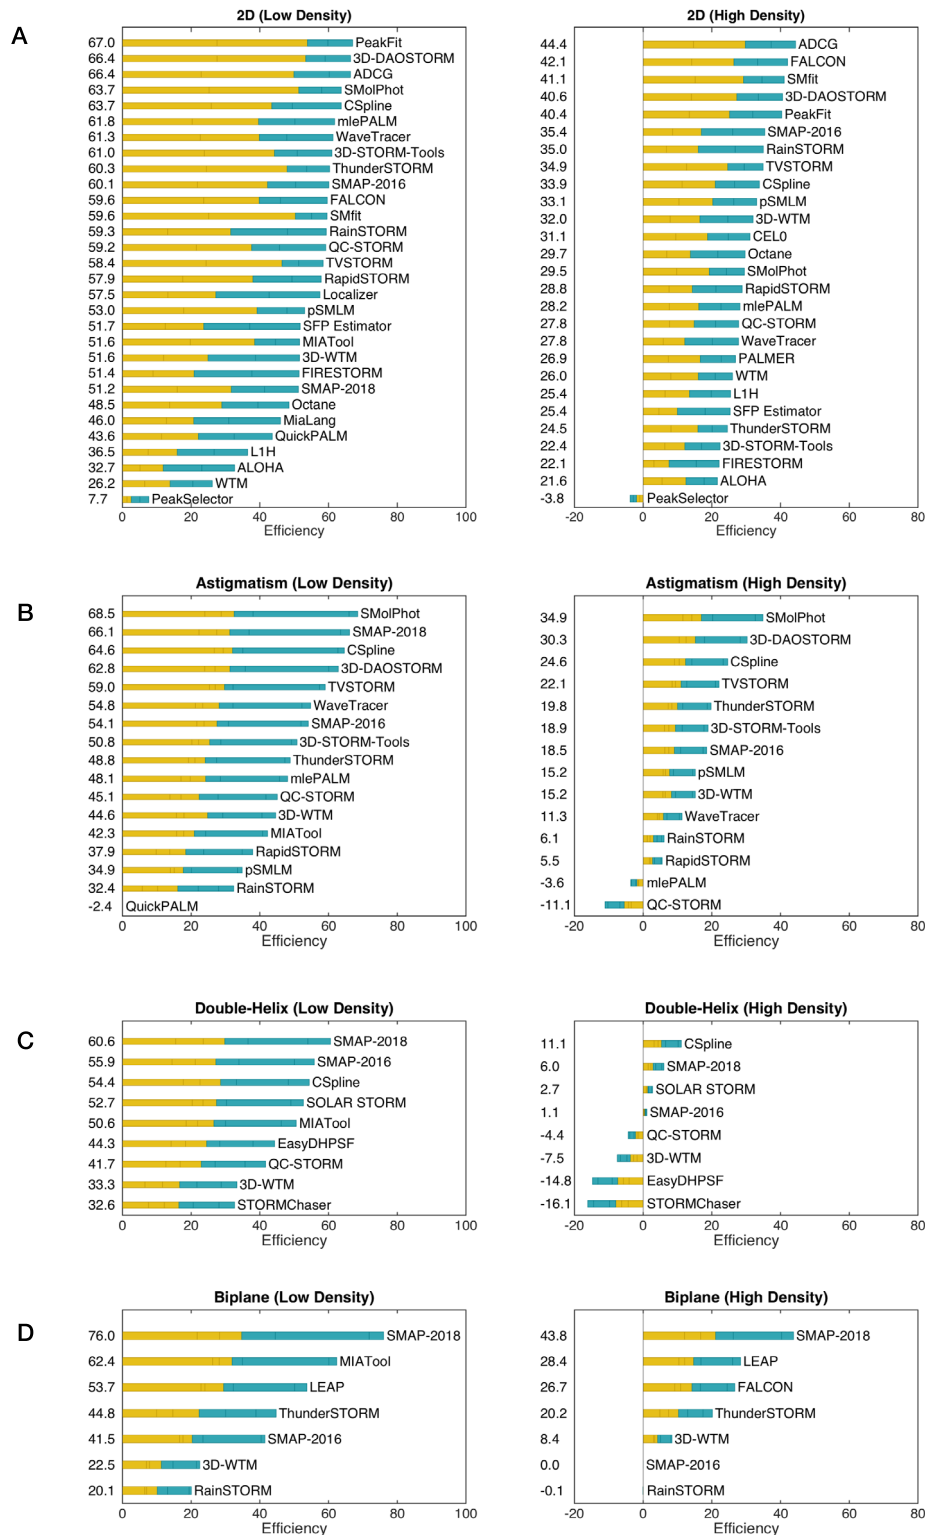 A
2D (Low Density)
67.0 PeakFit
66.4 3D-DAOSTORM
66.4 ADCG
63.7 SMolPhot
63.7 CSpline
61.8 mlePALM
61.3 WaveTracer
61.0 3D-STORM-Tools
60.3 ThunderSTORM
60.1 SMAP-2016
59.6 FALCON
59.6 SMfit
59.3 RainSTORM
59.2 QC-STORM
58.4 TVSTORM
57.9 RapidSTORM
57.5 Localizer
53.0 pSMLM
51.7 SFP Estimator
51.6 MIATool
51.6 3D-WTM
51.4 FIRESTORM
51.2 SMAP-2018
48.5 Octane
46.0 MiaLang
43.6 QuickPALM
36.5 L1H
32.7 ALOHA
26.2 WTM
7.7 PeakSelector
0 20 40 60 80 100
Efficiency
2D (High Density)
44.4 ADCG
42.1 FALCON
41.1 SMfit
40.6 3D-DAOSTORM
40.4 PeakFit
35.4 SMAP-2016
35.0 RainSTORM
34.9 TVSTORM
33.9 CSpline
33.1 pSMLM
32.0 3D-WTM
31.1 CEL0
29.7 Octane
29.5 SMolPhot
28.8 RapidSTORM
28.2 mlePALM
27.8 QC-STORM
27.8 WaveTracer
26.9 PALMER
26.0 WTM
25.4 L1H
25.4 SFP Estimator
24.5 ThunderSTORM
22.4 3D-STORM-Tools
22.1 FIRESTORM
21.6 ALOHA
-3.8 PeakSelector
-20 0 20 40 60 80
Efficiency
B
Astigmatism (Low Density)
68.5 SMolPhot
66.1 SMAP-2018
64.6 CSpline
62.8 3D-DAOSTORM
59.0 TVSTORM
54.8 WaveTracer
54.1 SMAP-2016
50.8 3D-STORM-Tools
48.8 ThunderSTORM
48.1 mlePALM
45.1 QC-STORM
44.6 3D-WTM
42.3 MIATool
37.9 RapidSTORM
34.9 pSMLM
32.4 RainSTORM
-2.4 QuickPALM
0 20 40 60 80 100
Efficiency
Astigmatism (High Density)
34.9 SMolPhot
30.3 3D-DAOSTORM
24.6 CSpline
22.1 TVSTORM
19.8 ThunderSTORM
18.9 3D-STORM-Tools
18.5 SMAP-2016
15.2 pSMLM
15.2 3D-WTM
11.3 WaveTracer
6.1 RainSTORM
5.5 RapidSTORM
-3.6 mlePALM
-11.1 QC-STORM
-20 0 20 40 60 80
Efficiency
C
Double-Helix (Low Density)
60.6 SMAP-2018
55.9 SMAP-2016
54.4 CSpline
52.7 SOLAR STORM
50.6 MIATool
44.3 EasyDHPSF
41.7 QC-STORM
33.3 3D-WTM
32.6 STORMChaser
0 20 40 60 80 100
Efficiency
Double-Helix (High Density)
11.1 CSpline
6.0 SMAP-2018
2.7 SOLAR STORM
1.1 SMAP-2016
-4.4 QC-STORM
-7.5 3D-WTM
-14.8 EasyDHPSF
-16.1 STORMChaser
-20 0 20 40 60 80
Efficiency
D
Biplane (Low Density)
76.0 SMAP-2018
62.4 MIATool
53.7 LEAP
44.8 ThunderSTORM
41.5 SMAP-2016
22.5 3D-WTM
20.1 RainSTORM
0 20 40 60 80 100
Efficiency
Biplane (High Density)
43.8 SMAP-2018
28.4 LEAP
26.7 FALCON
20.2 ThunderSTORM
8.4 3D-WTM
0.0 SMAP-2016
-0.1 RainSTORM
-20 0 20 40 60 80
Efficiency